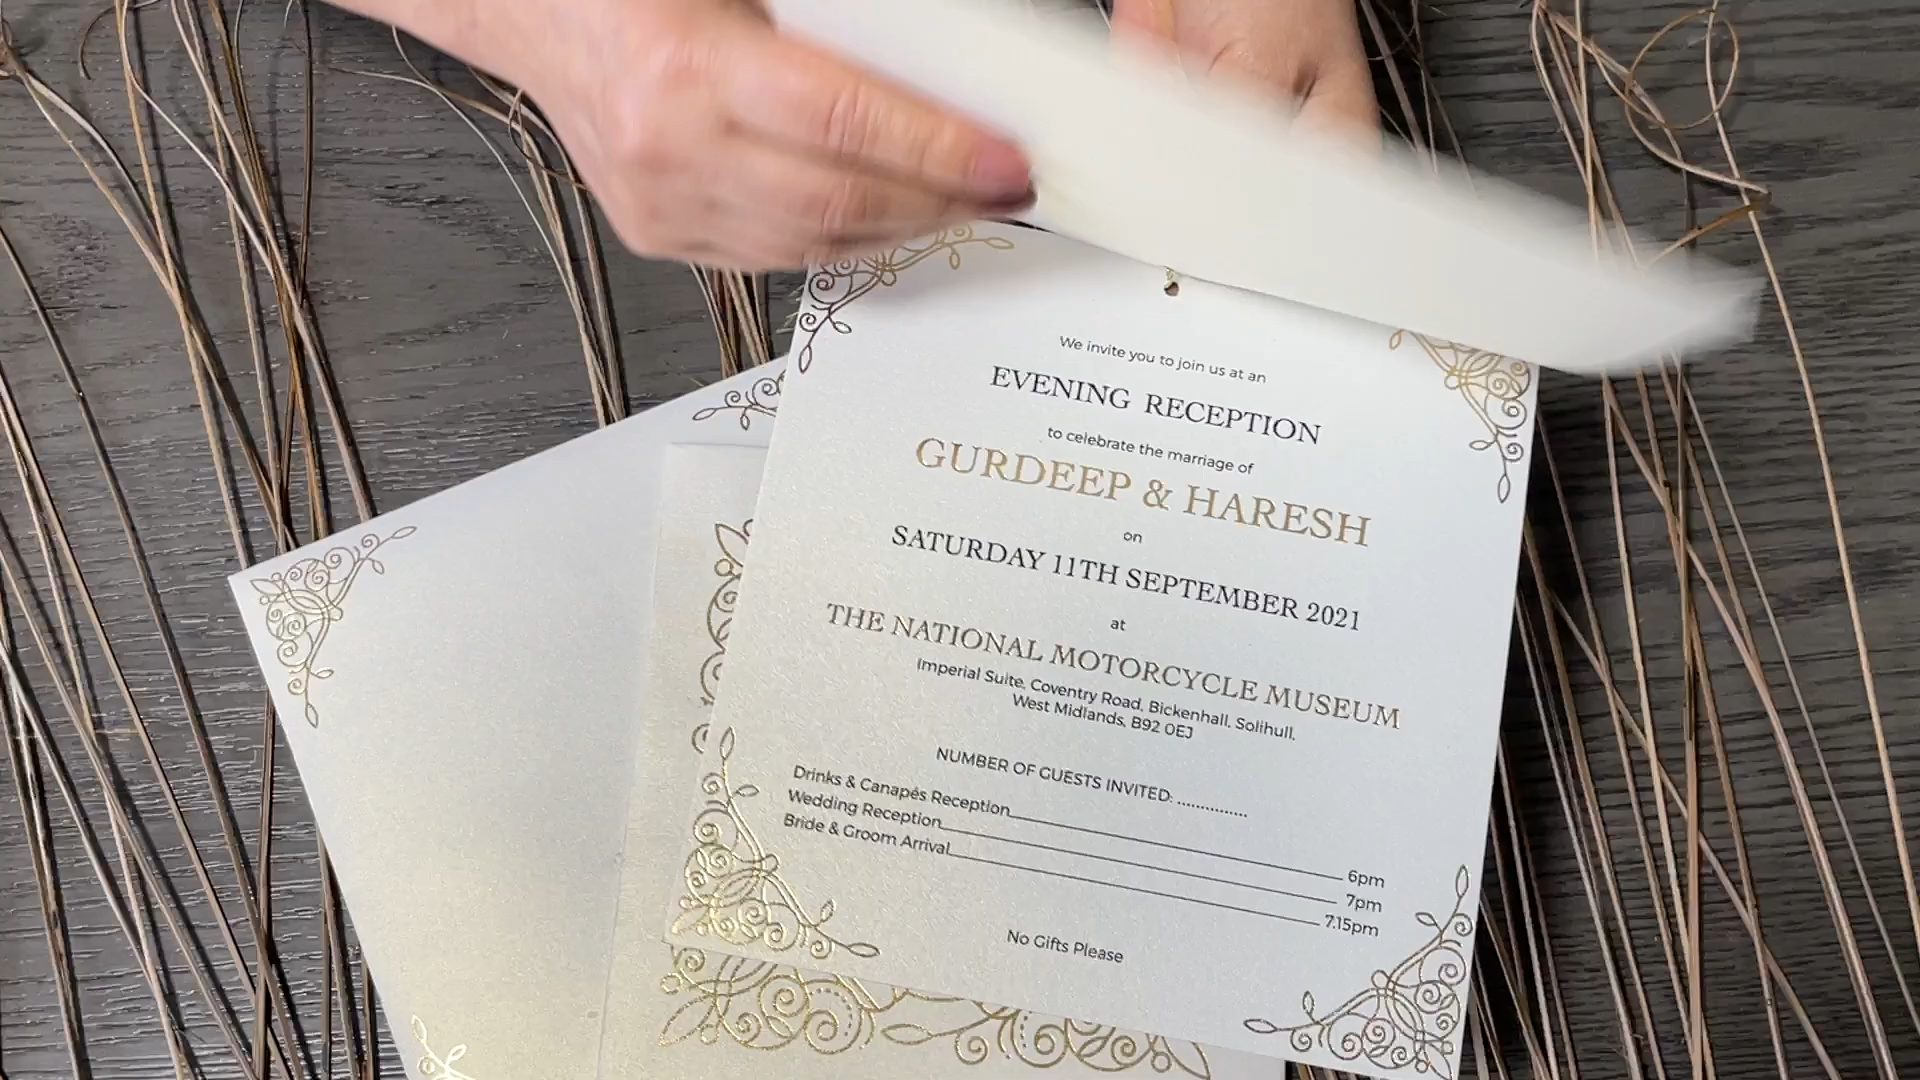 We invite you to join us at an
EVENING RECEPTION
to celebrate the marriage of
GURDEEP & HARESH
on
SATURDAY 11TH SEPTEMBER 2021
at
THE NATIONAL MOTORCYCLE MUSEUM
Imperial Suite, Coventry Road, Bickenhall, Solihull,
West Midlands, B92 0EJ
NUMBER OF GUESTS INVITED: ..............
Drinks & Canapés Reception 6pm
Wedding Reception 7pm
Bride & Groom Arrival 7.15pm
No Gifts Please